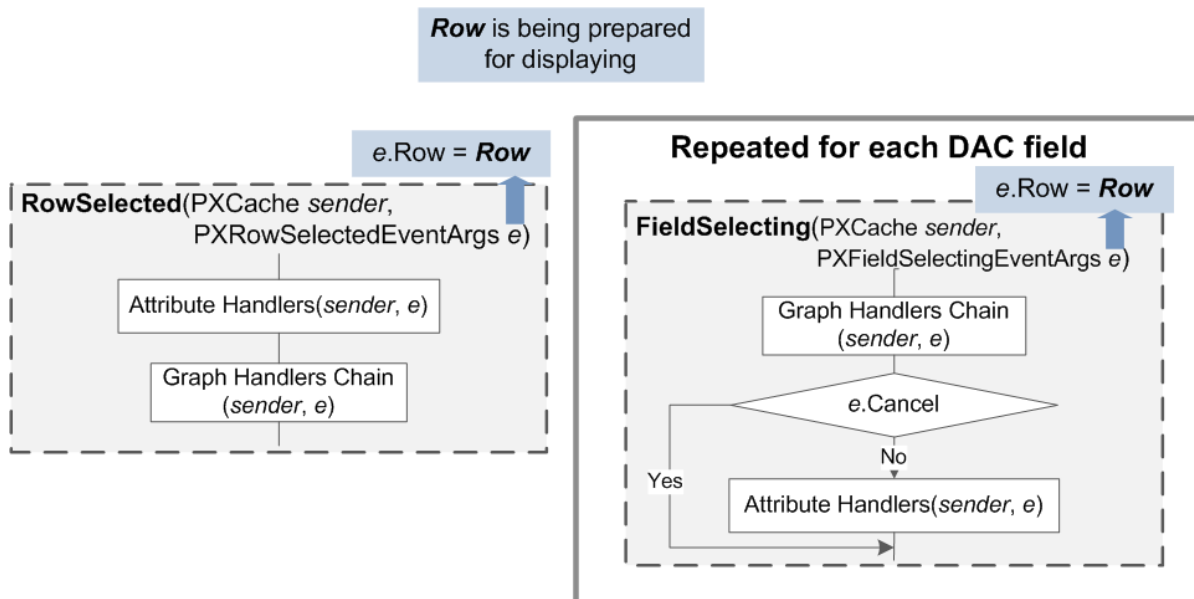 Row is being prepared
for displaying
e.Row = Row
RowSelected(PXCache sender,
PXRowSelectedEventArgs e)
Attribute Handlers(sender, e)
Graph Handlers Chain
(sender, e)
Repeated for each DAC field
e.Row = Row
FieldSelecting(PXCache sender,
PXFieldSelectingEventArgs e)
Graph Handlers Chain
(sender, e)
e.Cancel
No
Yes
Attribute Handlers(sender, e)